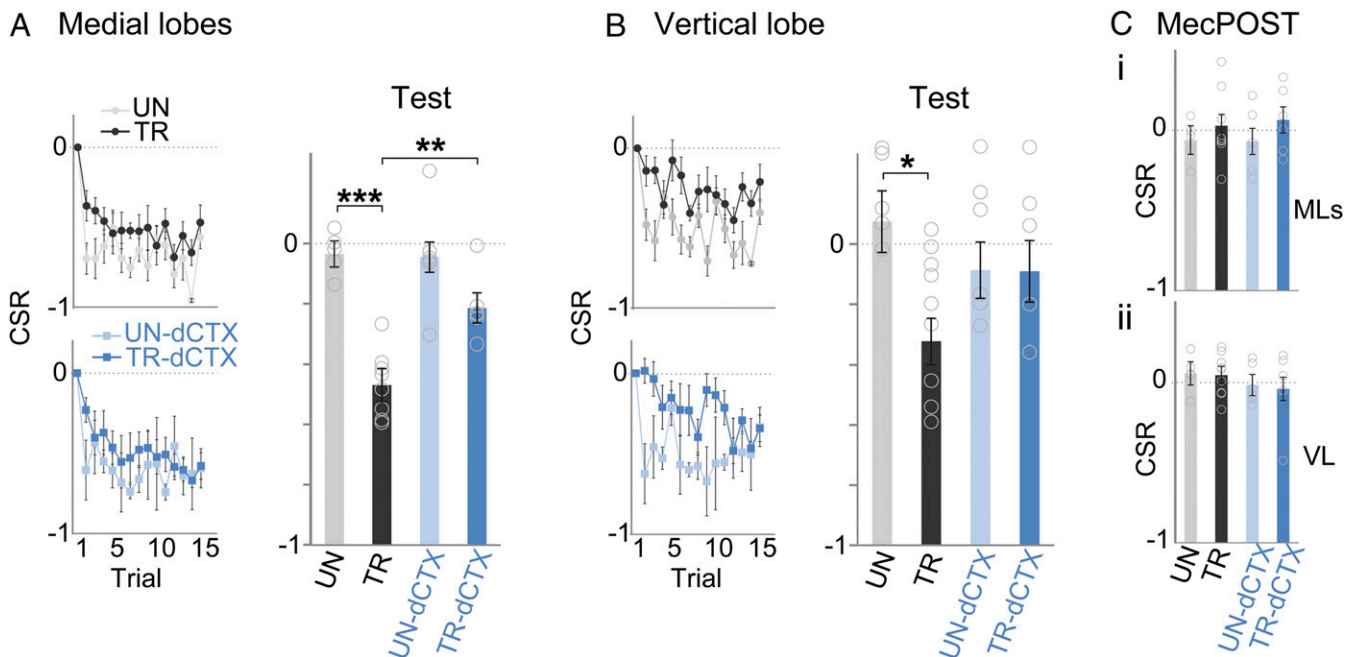 A Medial lobes
UN
TR
0
CSR
-1
UN-dCTX
TR-dCTX
0
-1
1 5 10 15
Trial
Test
***
**
0
-1
UN TR UN-dCTX TR-dCTX
B Vertical lobe
0
CSR
-1
0
-1
1 5 10 15
Trial
Test
*
0
-1
UN TR UN-dCTX TR-dCTX
C MecPOST
i
0
CSR
MLs
-1
ii
0
CSR
VL
-1
UN TR UN-dCTX TR-dCTX